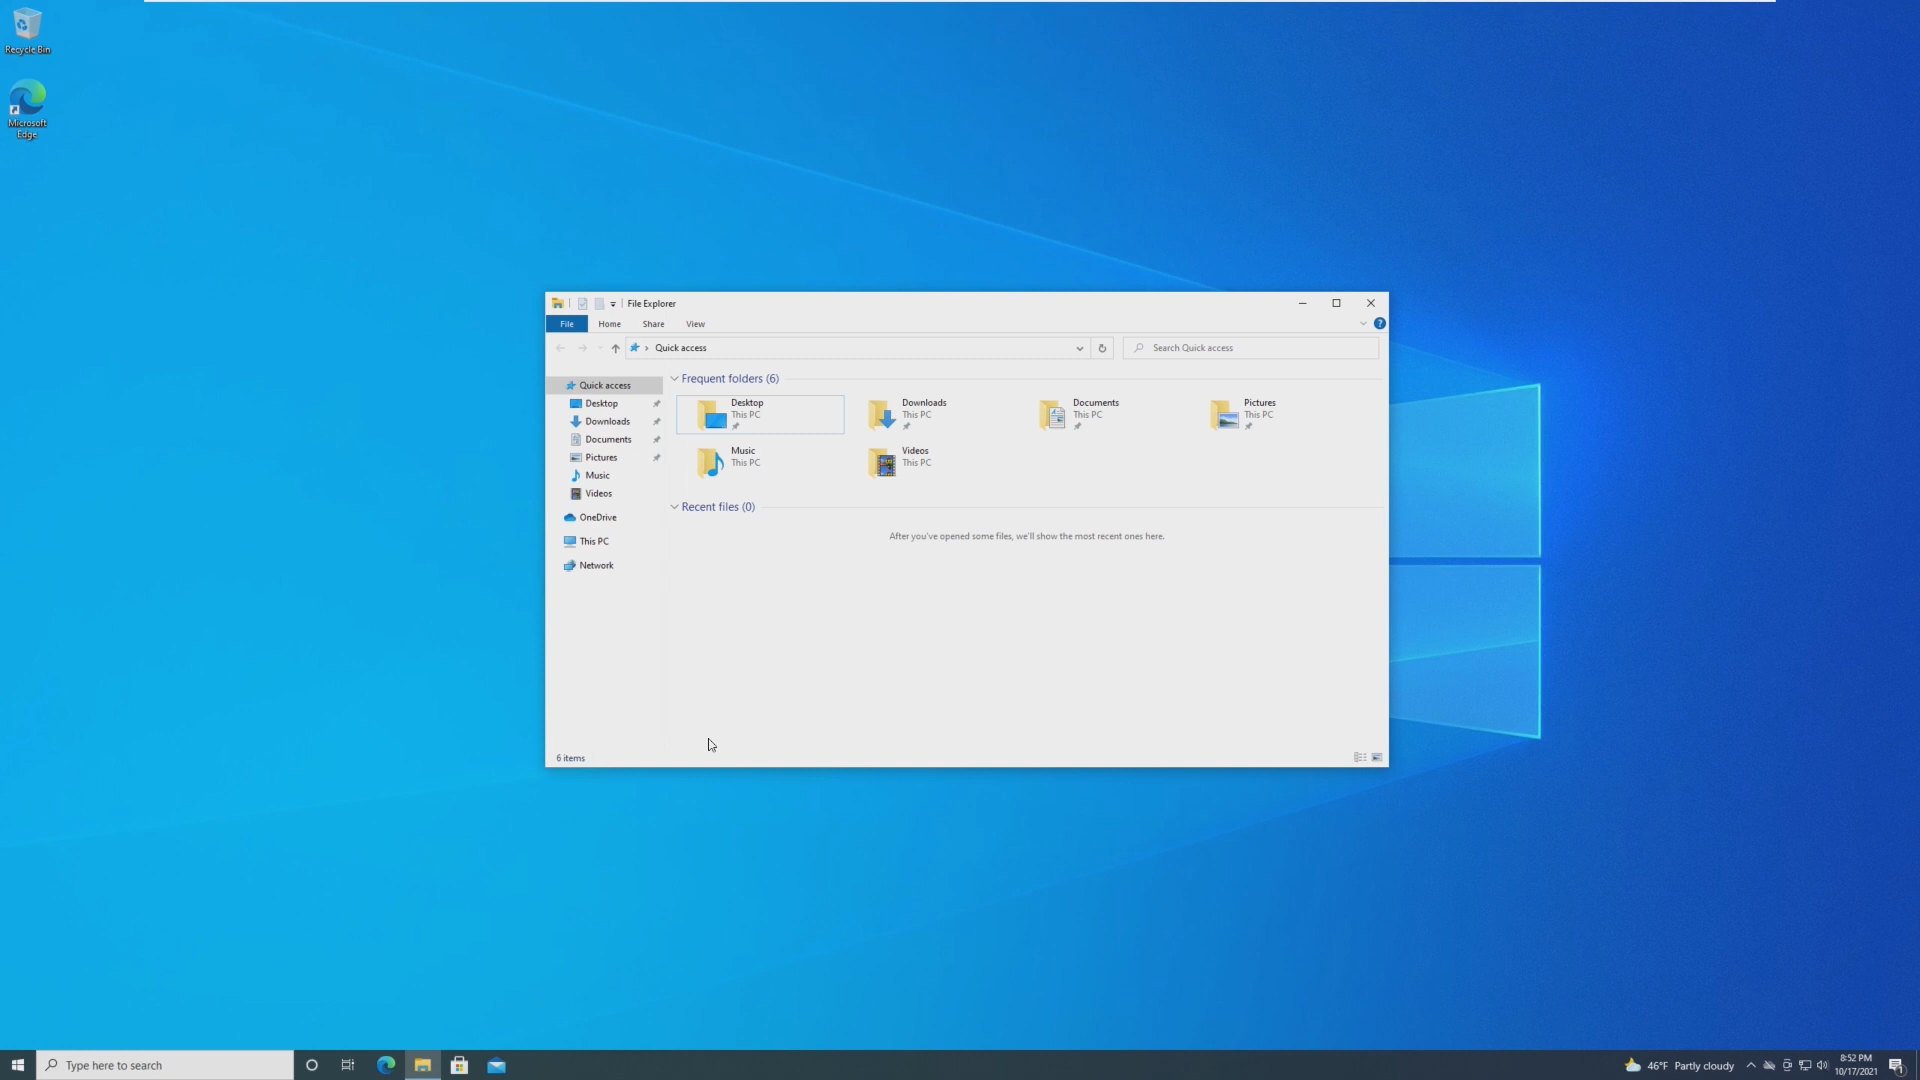 Recycle Bin
Microsoft
Edge
File Explorer
File Home Share View
Quick access
Search Quick access
Quick access
Desktop
Downloads
Documents
Pictures
Music
Videos
OneDrive
This PC
Network
Frequent folders (6)
Desktop
This PC
Downloads
This PC
Documents
This PC
Pictures
This PC
Music
This PC
Videos
This PC
Recent files (0)
After you've opened some files, we'll show the most recent ones here.
6 items
Type here to search
46°F Partly cloudy
8:52 PM
10/17/2021
1